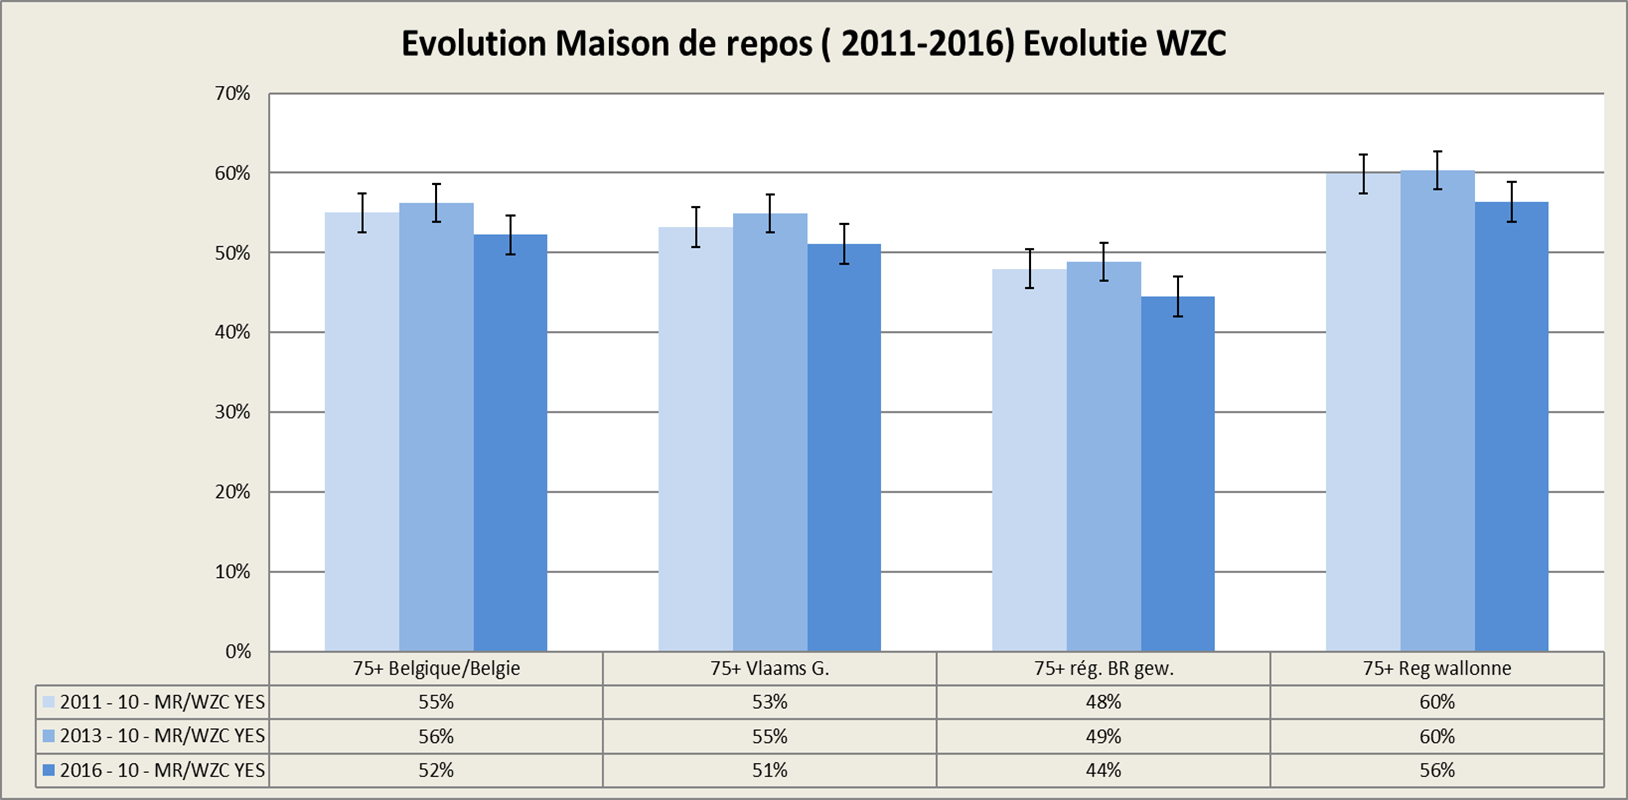 Evolution Maison de repos ( 2011-2016) Evolutie WZC
70%
60%
50%
40%
30%
20%
10%
0%
75+ Belgique/Belgie 75+ Vlaams G. 75+ rég. BR gew. 75+ Reg wallonne
2011 - 10 - MR/WZC YES 55% 53% 48% 60%
2013 - 10 - MR/WZC YES 56% 55% 49% 60%
2016 - 10 - MR/WZC YES 52% 51% 44% 56%